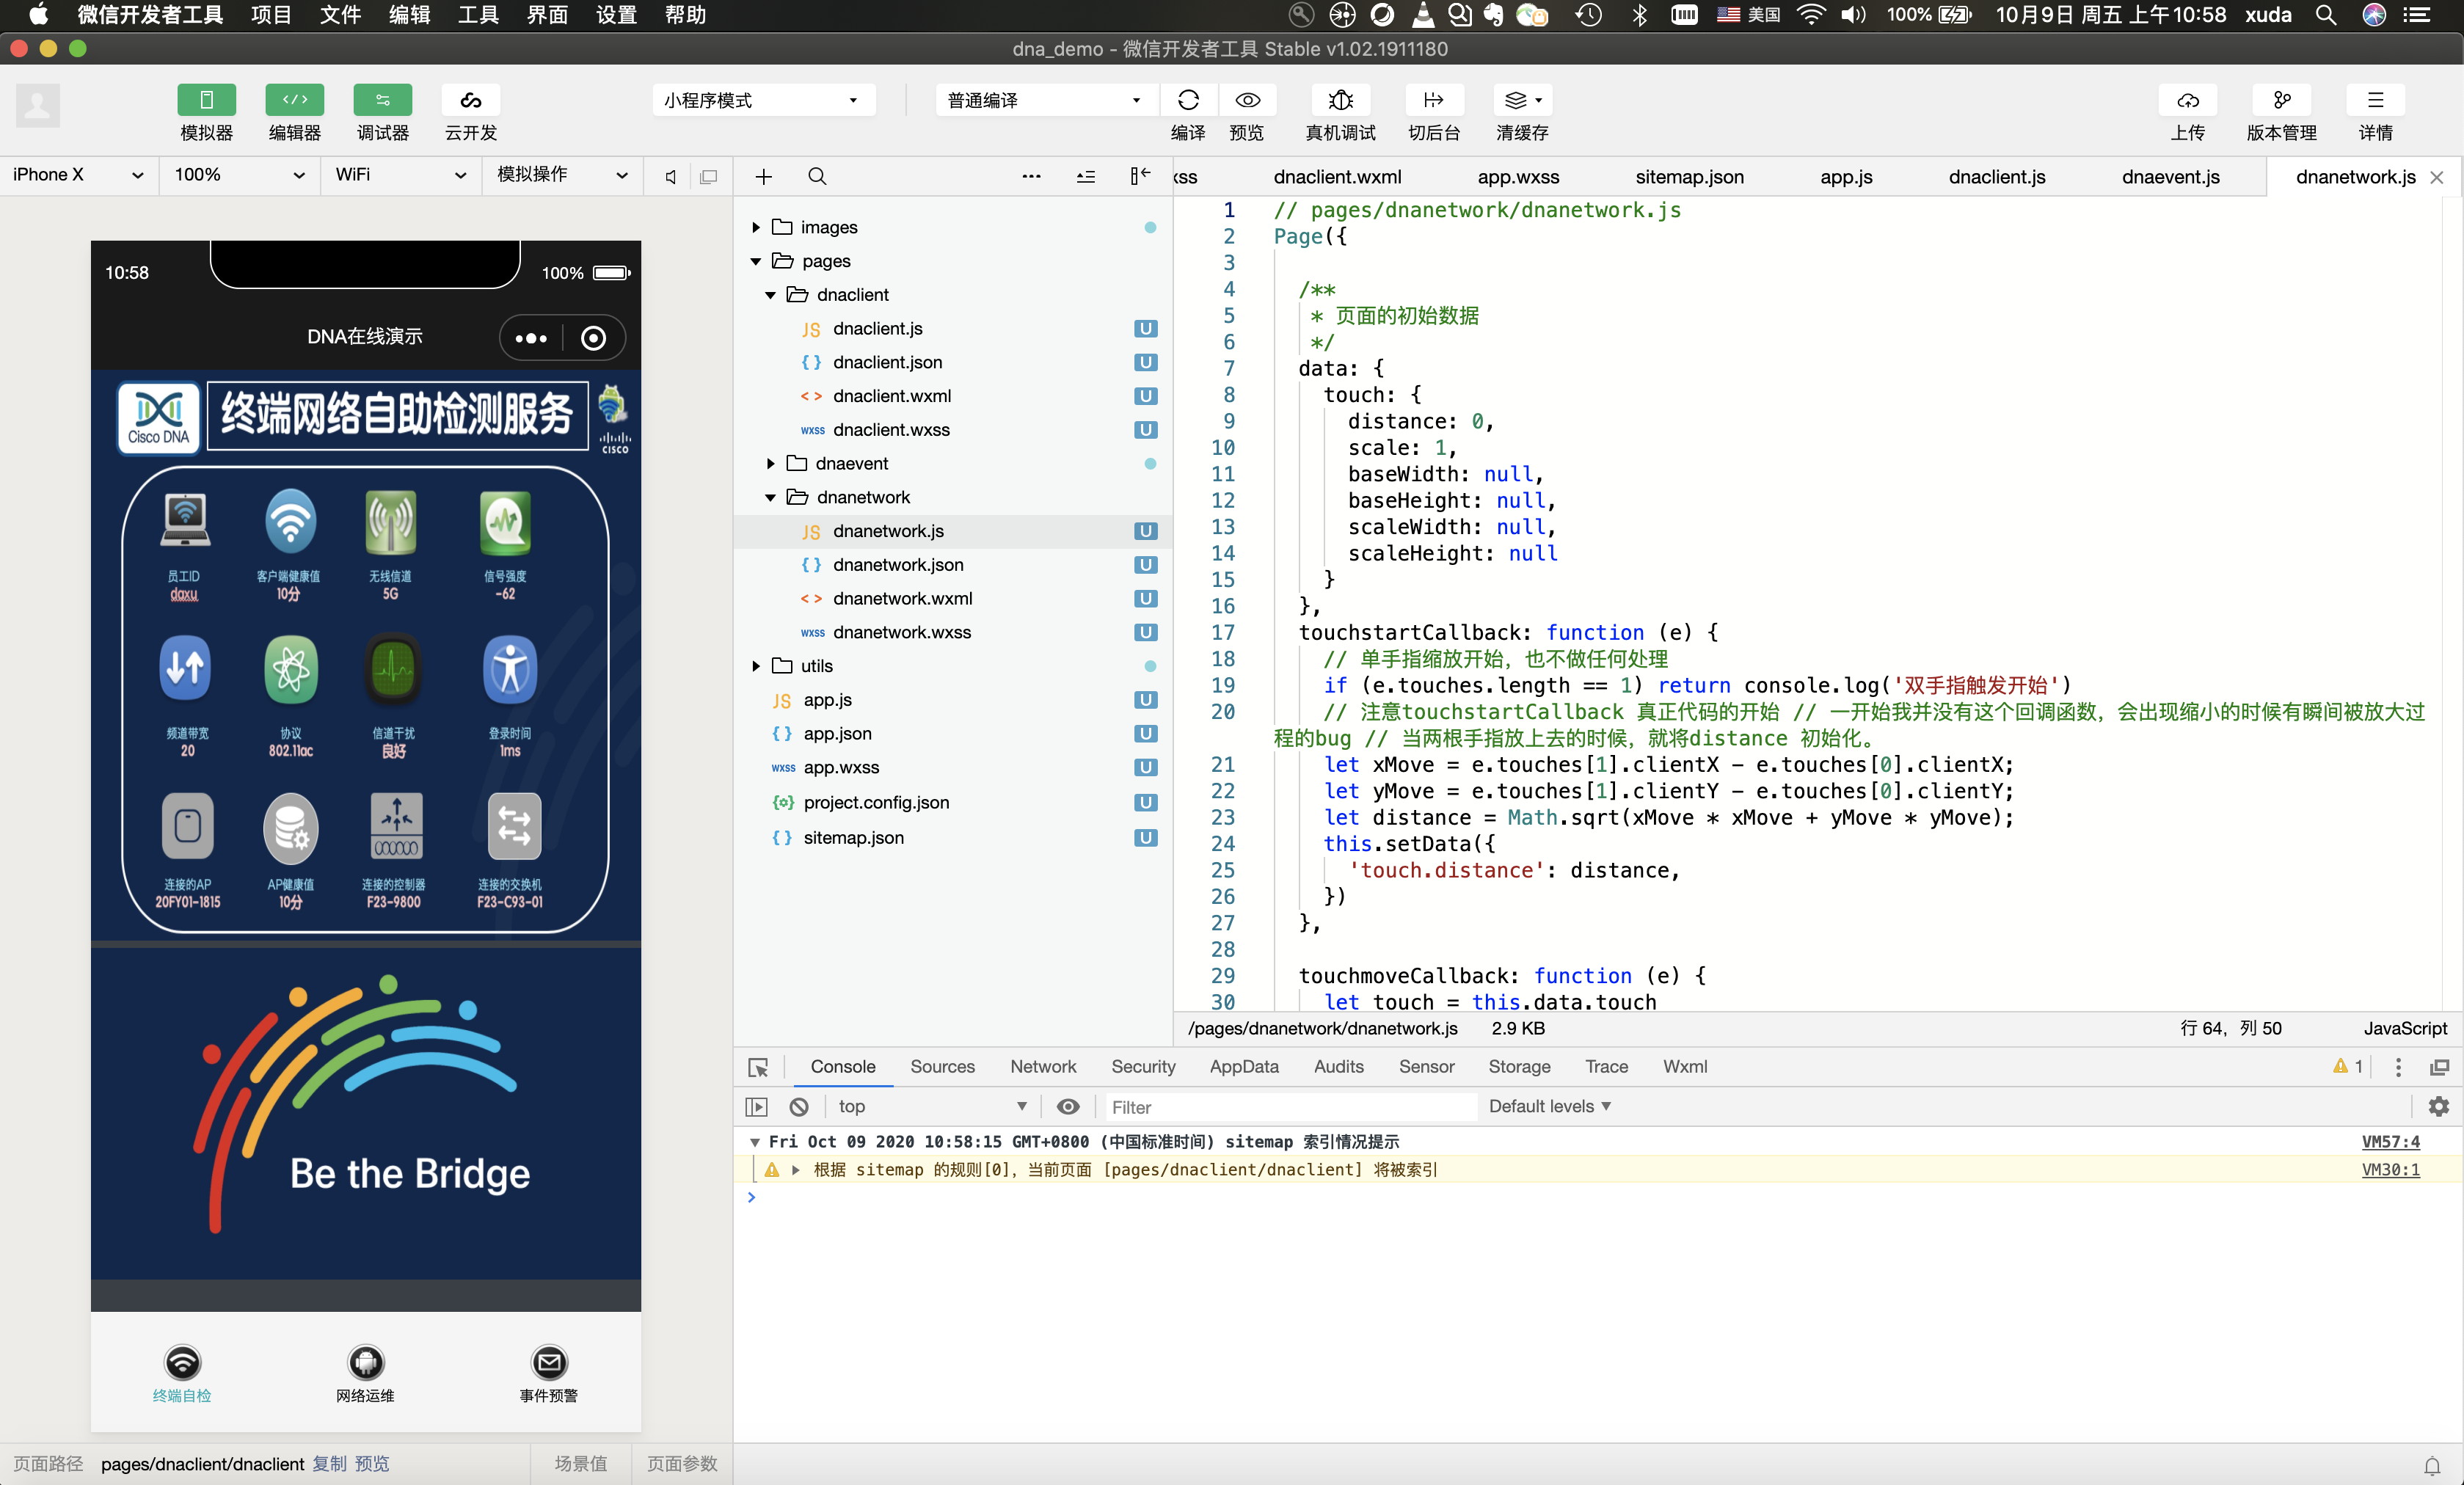 微信开发者工具 项目 文件 编辑 工具 界面 设置 帮助 美国 100% 10月9日 周五 上午10:58 xuda
dna_demo - 微信开发者工具 Stable v1.02.1911180
小程序模式 普通编译
模拟器 编辑器 调试器 云开发 编译 预览 真机调试 切后台 清缓存 上传 版本管理 详情
iPhone X 100% WiFi 模拟操作
10:58 100%
DNA在线演示
Cisco DNA 终端网络自助检测服务 CISCO
员工ID 客户端健康值 无线信道 信号强度
daxu 10分 5G -62
频道带宽 协议 信道干扰 登录时间
20 802.11ac 良好 1ms
连接的AP AP健康值 连接的控制器 连接的交换机
20FY01-1815 10分 F23-9800 F23-C93-01
Be the Bridge
终端自检 网络运维 事件预警
页面路径 pages/dnaclient/dnaclient 复制 预览 场景值 页面参数
images
pages
dnaclient
JS dnaclient.js U
{ } dnaclient.json U
< > dnaclient.wxml U
wxss dnaclient.wxss U
dnaevent
dnanetwork
JS dnanetwork.js U
{ } dnanetwork.json U
< > dnanetwork.wxml U
wxss dnanetwork.wxss U
utils
JS app.js U
{ } app.json U
wxss app.wxss U
project.config.json U
{ } sitemap.json U
xss dnaclient.wxml app.wxss sitemap.json app.js dnaclient.js dnaevent.js dnanetwork.js
1 // pages/dnanetwork/dnanetwork.js
2 Page({
3
4 /**
5 * 页面的初始数据
6 */
7 data: {
8 touch: {
9 distance: 0,
10 scale: 1,
11 baseWidth: null,
12 baseHeight: null,
13 scaleWidth: null,
14 scaleHeight: null
15 }
16 },
17 touchstartCallback: function (e) {
18 // 单手指缩放开始，也不做任何处理
19 if (e.touches.length == 1) return console.log('双手指触发开始')
20 // 注意touchstartCallback 真正代码的开始 // 一开始我并没有这个回调函数，会出现缩小的时候有瞬间被放大过
程的bug // 当两根手指放上去的时候，就将distance 初始化。
21 let xMove = e.touches[1].clientX - e.touches[0].clientX;
22 let yMove = e.touches[1].clientY - e.touches[0].clientY;
23 let distance = Math.sqrt(xMove * xMove + yMove * yMove);
24 this.setData({
25 'touch.distance': distance,
26 })
27 },
28
29 touchmoveCallback: function (e) {
30 let touch = this.data.touch
/pages/dnanetwork/dnanetwork.js 2.9 KB 行 64，列 50 JavaScript
Console Sources Network Security AppData Audits Sensor Storage Trace Wxml 1
top Filter Default levels
Fri Oct 09 2020 10:58:15 GMT+0800 (中国标准时间) sitemap 索引情况提示 VM57:4
根据 sitemap 的规则[0]，当前页面 [pages/dnaclient/dnaclient] 将被索引 VM30:1